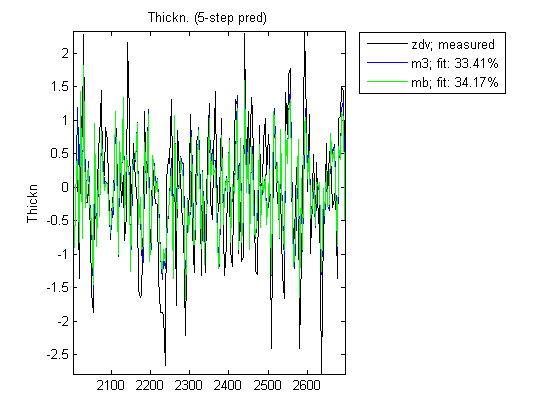 Thickn. (5-step pred)
zdv; measured
m3; fit: 33.41%
mb; fit: 34.17%
Thickn
2
1.5
1
0.5
0
-0.5
-1
-1.5
-2
-2.5
2100 2200 2300 2400 2500 2600